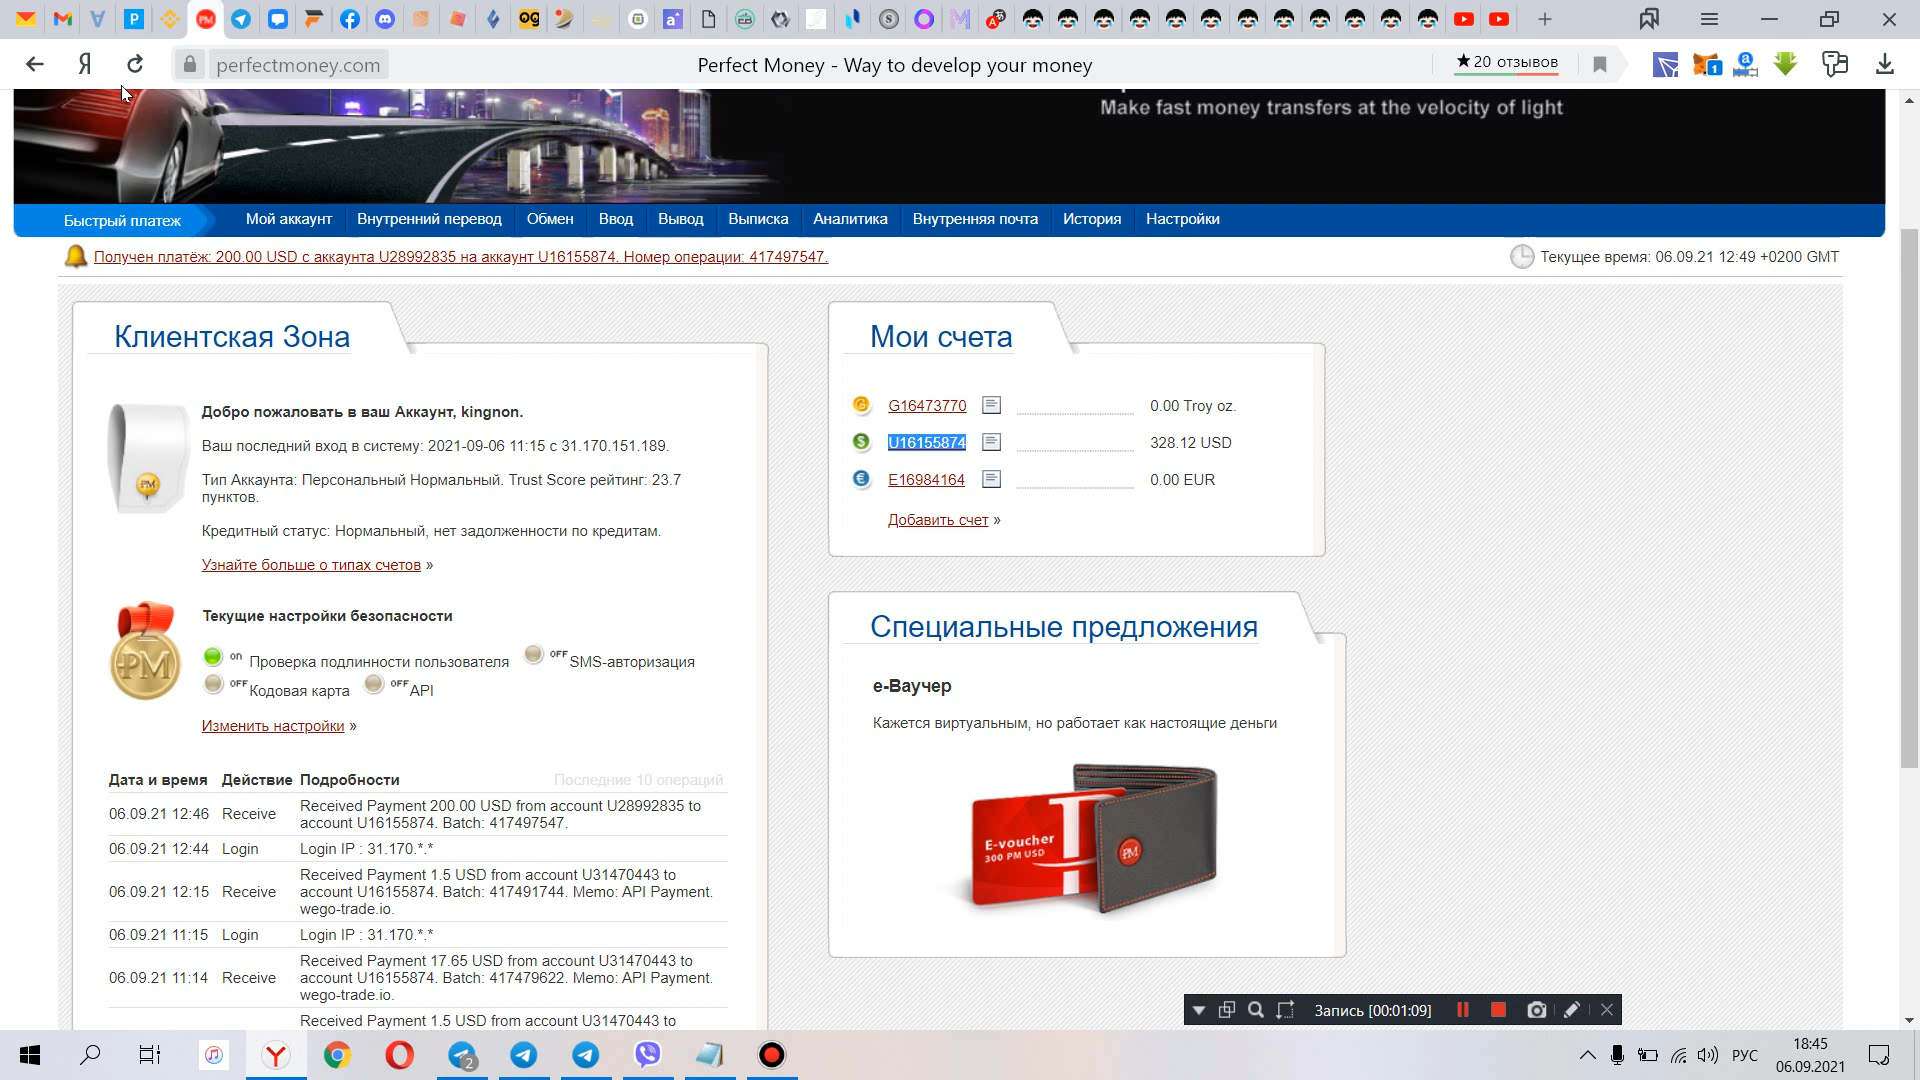 perfectmoney.com
Perfect Money - Way to develop your money
★20 отзывов
Make fast money transfers at the velocity of light
Быстрый платеж
Мой аккаунт
Внутренний перевод
Обмен
Ввод
Вывод
Выписка
Аналитика
Внутренняя почта
История
Настройки
Получен платёж: 200.00 USD с аккаунта U28992835 на аккаунт U16155874. Номер операции: 417497547.
Текущее время: 06.09.21 12:49 +0200 GMT
Клиентская Зона
Добро пожаловать в ваш Аккаунт, kingnon.
Ваш последний вход в систему: 2021-09-06 11:15 с 31.170.151.189.
Тип Аккаунта: Персональный Нормальный. Trust Score рейтинг: 23.7
пунктов.
Кредитный статус: Нормальный, нет задолженности по кредитам.
Узнайте больше о типах счетов »
Текущие настройки безопасности
on Проверка подлинности пользователя
OFF SMS-авторизация
OFF Кодовая карта
OFF API
Изменить настройки »
Дата и время Действие Подробности Последние 10 операций
06.09.21 12:46 Receive Received Payment 200.00 USD from account U28992835 to
account U16155874. Batch: 417497547.
06.09.21 12:44 Login Login IP : 31.170.*.*
06.09.21 12:15 Receive Received Payment 1.5 USD from account U31470443 to
account U16155874. Batch: 417491744. Memo: API Payment.
wego-trade.io.
06.09.21 11:15 Login Login IP : 31.170.*.*
06.09.21 11:14 Receive Received Payment 17.65 USD from account U31470443 to
account U16155874. Batch: 417479622. Memo: API Payment.
wego-trade.io.
Received Payment 1.5 USD from account U31470443 to
Мои счета
G16473770 0.00 Troy oz.
U16155874 328.12 USD
E16984164 0.00 EUR
Добавить счет »
Специальные предложения
е-Ваучер
Кажется виртуальным, но работает как настоящие деньги
E-voucher
300 PM USD
PM
Запись [00:01:09]
2
РУС
18:45
06.09.2021